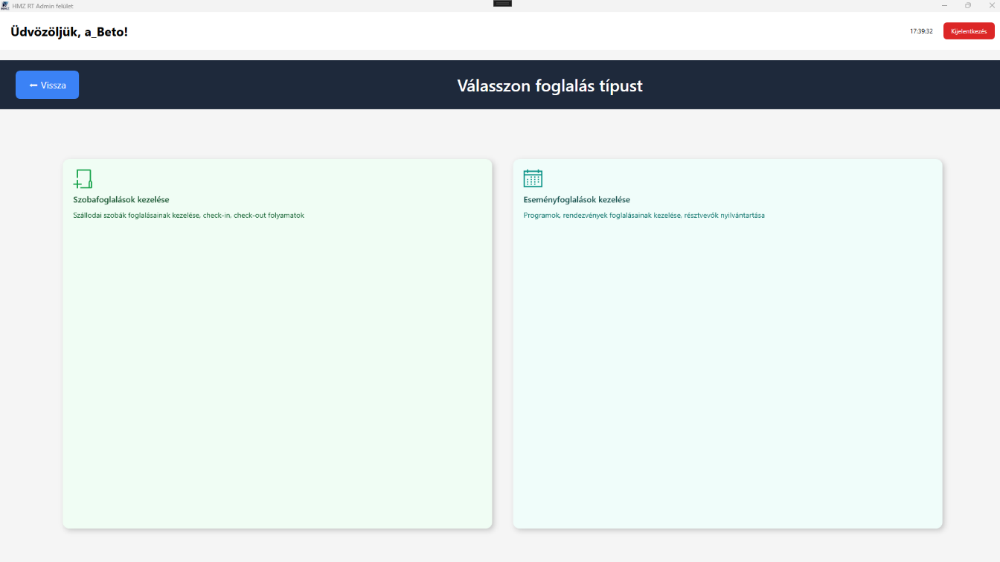 HMZ RT Admin felület
Üdvözöljük, a_Beto!
17:39:32
Kijelentkezés
← Vissza
Válasszon foglalás típust
Szobafoglalások kezelése
Szállodai szobák foglalásainak kezelése, check-in, check-out folyamatok
Eseményfoglalások kezelése
Programok, rendezvények foglalásainak kezelése, résztvevők nyilvántartása